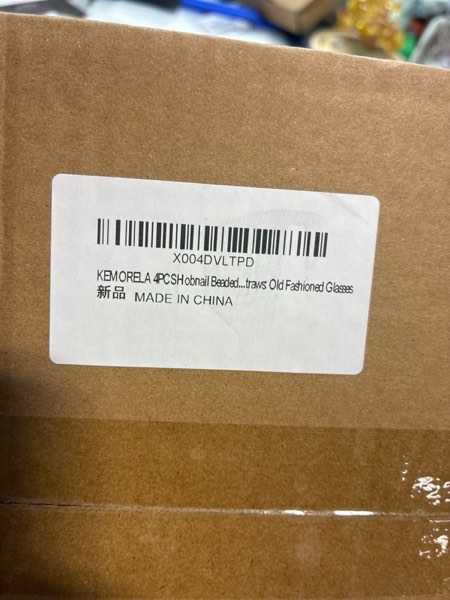 X004DVLTPD
KEMORELA 4PCSHobnail Beaded...traws Old Fashioned Glasses
新品 MADE IN CHINA